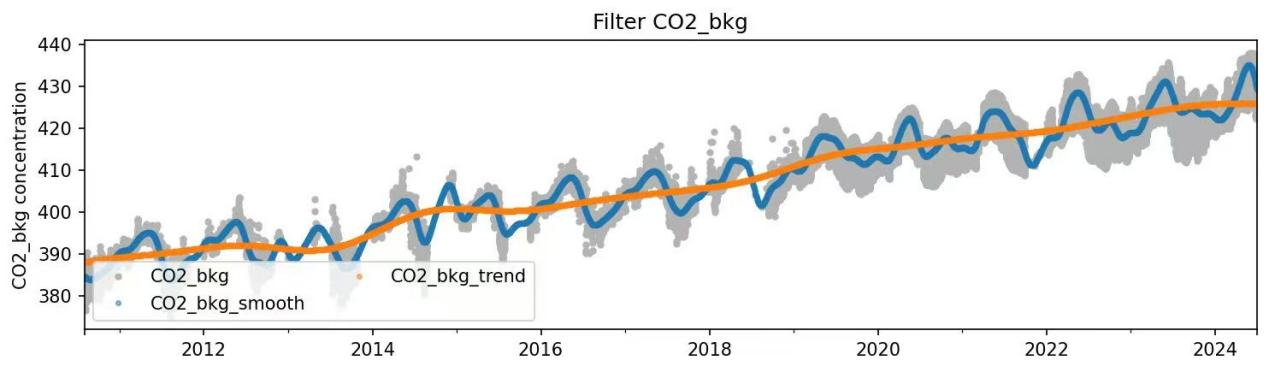 Filter CO2_bkg
CO2_bkg concentration
440
430
420
410
400
390
380
CO2_bkg
CO2_bkg_smooth
CO2_bkg_trend
2012 2014 2016 2018 2020 2022 2024